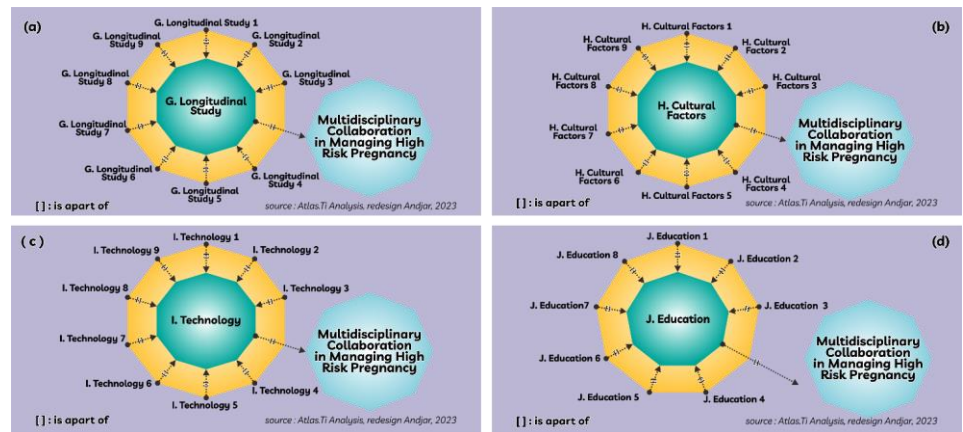 (a)
G. Longitudinal Study 1
G. Longitudinal
Study 2
G. Longitudinal
Study 3
G. Longitudinal
Study 4
G. Longitudinal
Study 5
G. Longitudinal
Study 6
G. Longitudinal
Study 7
G. Longitudinal
Study 8
G. Longitudinal
Study 9
G. Longitudinal
Study
Multidisciplinary
Collaboration
in Managing High
Risk Pregnancy
[ ] : is apart of
source : Atlas.Ti Analysis, redesign Andjar, 2023
(b)
H. Cultural Factors 1
H. Cultural
Factors 2
H. Cultural
Factors 3
H. Cultural
Factors 4
H. Cultural Factors 5
H. Cultural
Factors 6
H. Cultural
Factors 7
H. Cultural
Factors 8
H. Cultural
Factors 9
H. Cultural
Factors
Multidisciplinary
Collaboration
in Managing High
Risk Pregnancy
[ ] : is apart of
source : Atlas.Ti Analysis, redesign Andjar, 2023
( c )
I. Technology 1
I. Technology 2
I. Technology 3
I. Technology 4
I. Technology 5
I. Technology 6
I. Technology 7
I. Technology 8
I. Technology 9
I. Technology
Multidisciplinary
Collaboration
in Managing High
Risk Pregnancy
[ ] : is apart of
source : Atlas.Ti Analysis, redesign Andjar, 2023
(d)
J. Education 1
J. Education 2
J. Education 3
J. Education 4
J. Education 5
J. Education 6
J. Education7
J. Education 8
J. Education
Multidisciplinary
Collaboration
in Managing High
Risk Pregnancy
[ ] : is apart of
source : Atlas.Ti Analysis, redesign Andjar, 2023